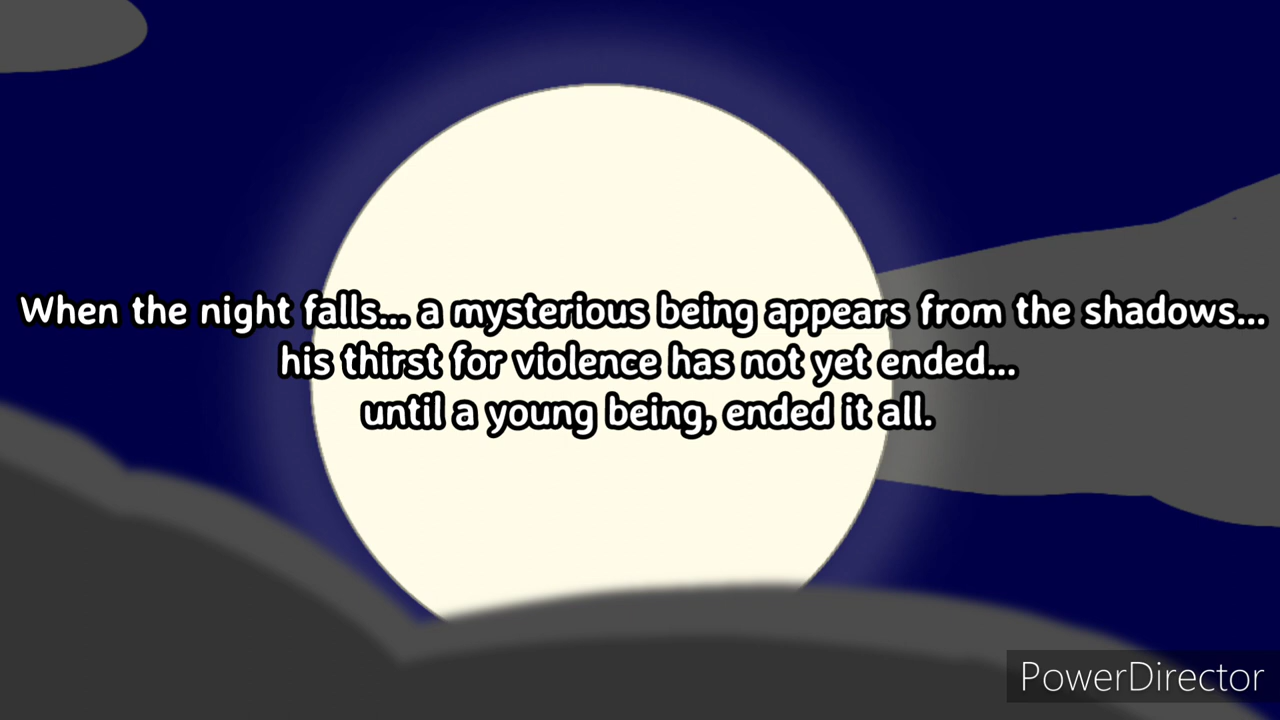 When the night falls... a mysterious being appears from the shadows...
his thirst for violence has not yet ended...
until a young being, ended it all.
PowerDirector